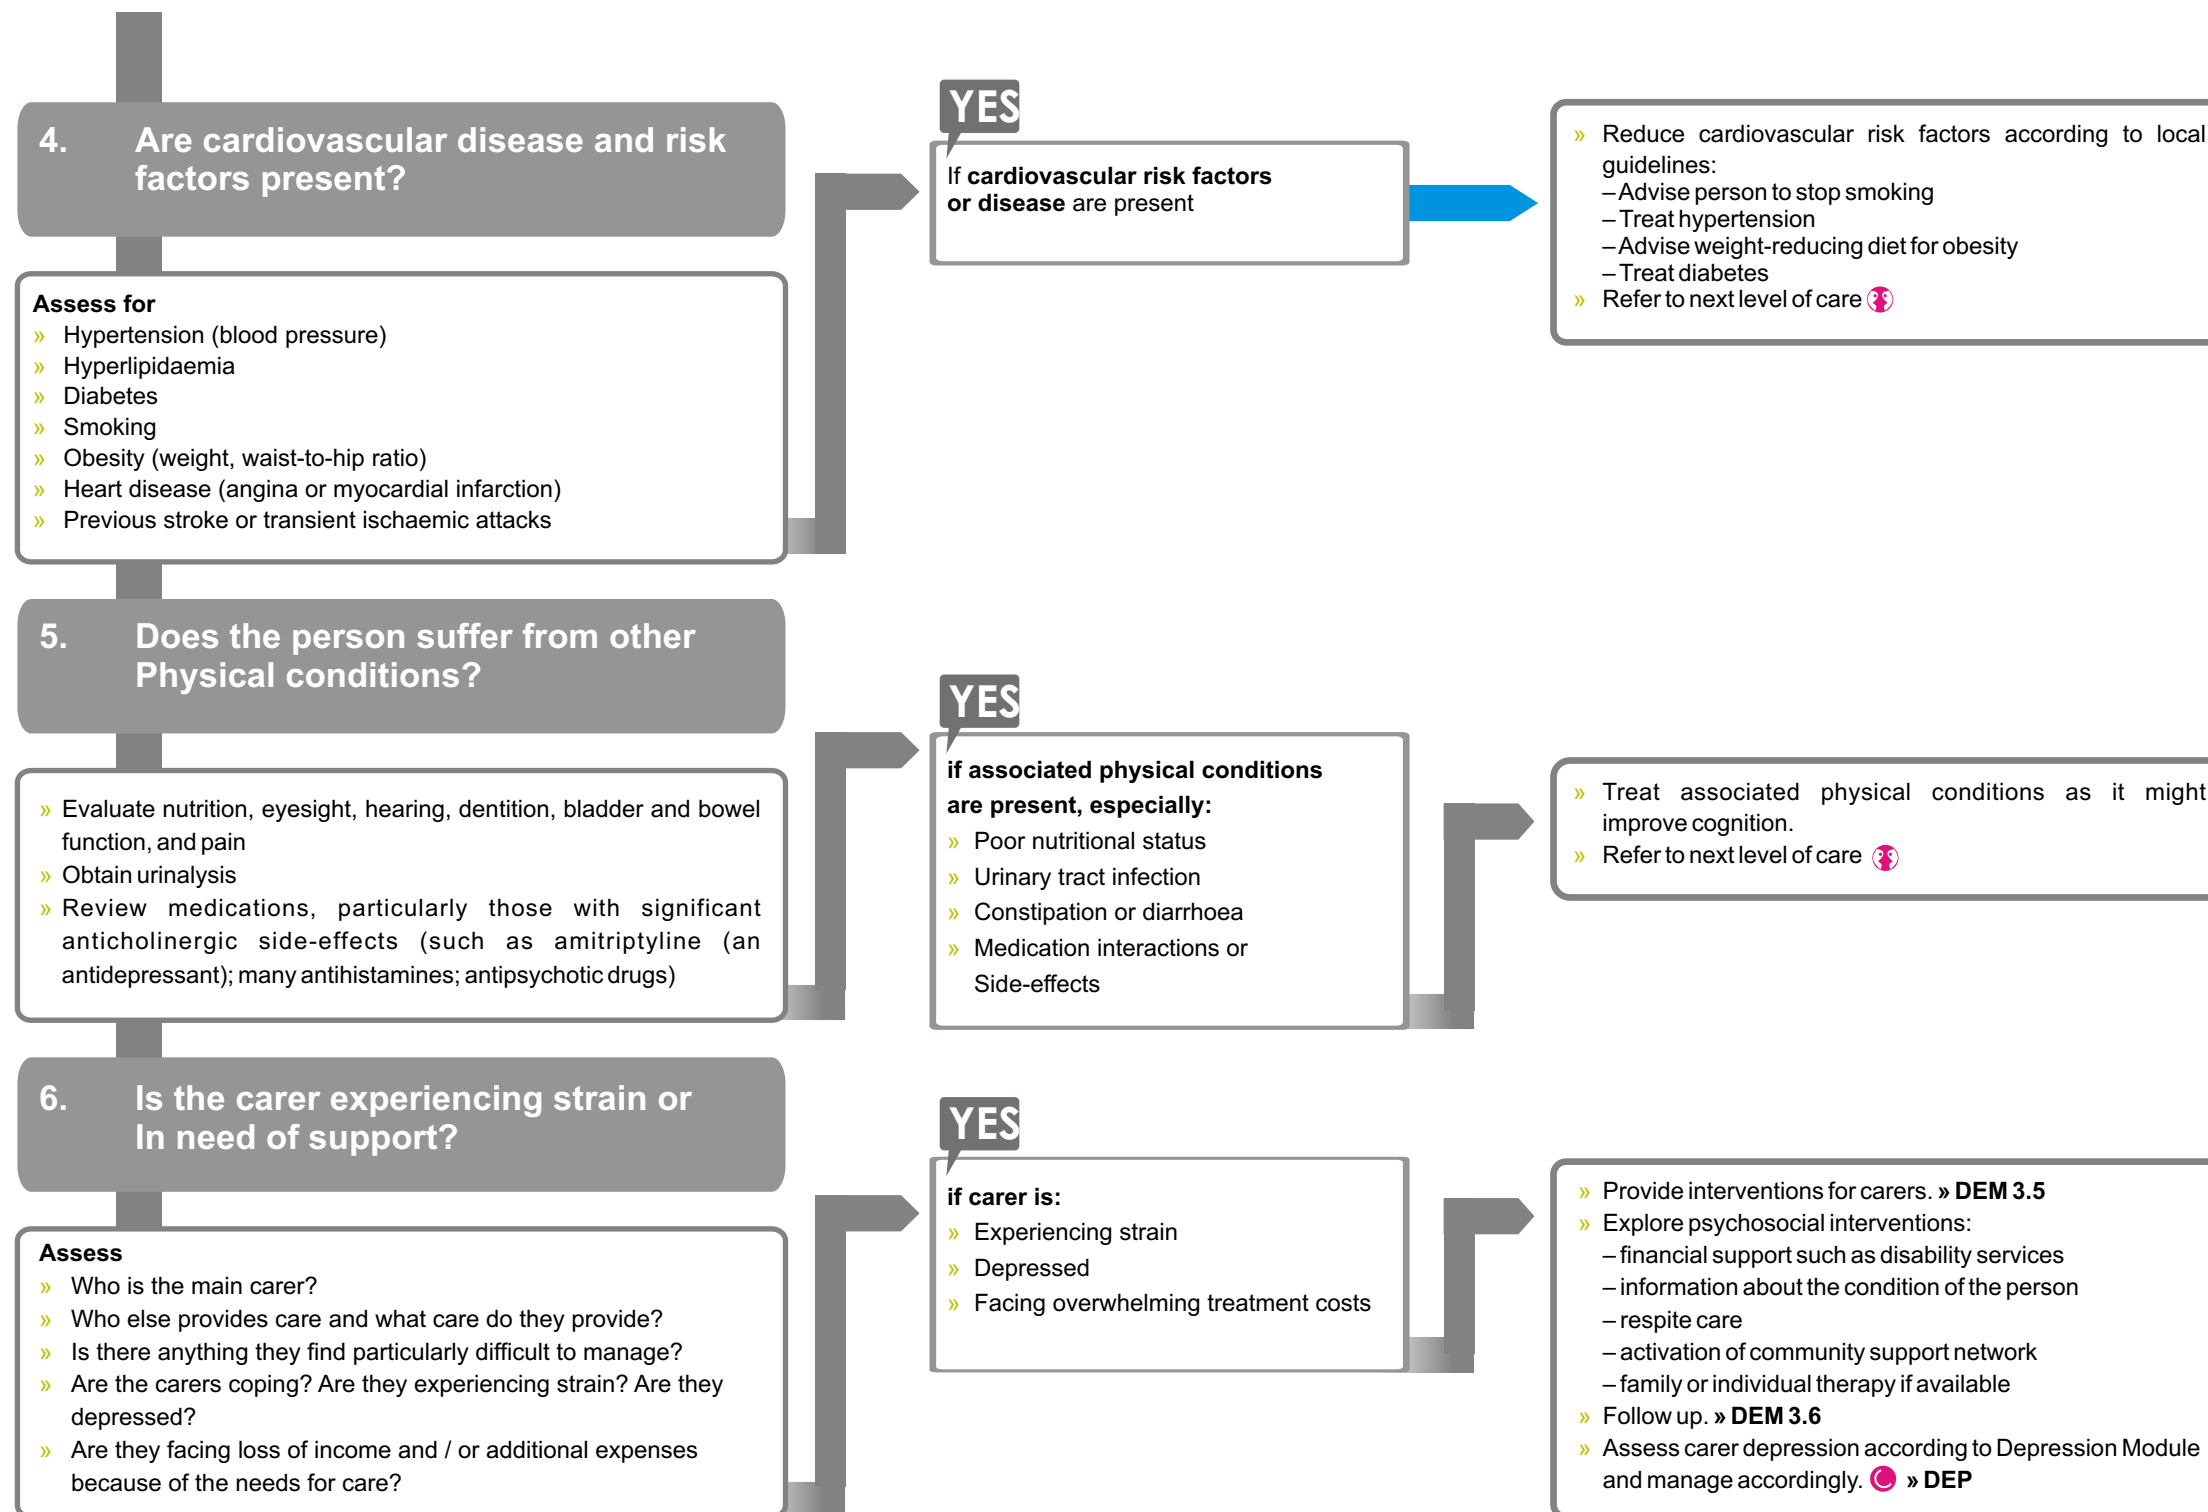 4. Are cardiovascular disease and risk
factors present?
Assess for
» Hypertension (blood pressure)
» Hyperlipidaemia
» Diabetes
» Smoking
» Obesity (weight, waist-to-hip ratio)
» Heart disease (angina or myocardial infarction)
» Previous stroke or transient ischaemic attacks
YES
If cardiovascular risk factors
or disease are present
» Reduce cardiovascular risk factors according to local
guidelines:
– Advise person to stop smoking
– Treat hypertension
– Advise weight-reducing diet for obesity
– Treat diabetes
» Refer to next level of care
5. Does the person suffer from other
Physical conditions?
» Evaluate nutrition, eyesight, hearing, dentition, bladder and bowel
function, and pain
» Obtain urinalysis
» Review medications, particularly those with significant
anticholinergic side-effects (such as amitriptyline (an
antidepressant); many antihistamines; antipsychotic drugs)
YES
if associated physical conditions
are present, especially:
» Poor nutritional status
» Urinary tract infection
» Constipation or diarrhoea
» Medication interactions or
Side-effects
» Treat associated physical conditions as it might
improve cognition.
» Refer to next level of care
6. Is the carer experiencing strain or
In need of support?
Assess
» Who is the main carer?
» Who else provides care and what care do they provide?
» Is there anything they find particularly difficult to manage?
» Are the carers coping? Are they experiencing strain? Are they
depressed?
» Are they facing loss of income and / or additional expenses
because of the needs for care?
YES
if carer is:
» Experiencing strain
» Depressed
» Facing overwhelming treatment costs
» Provide interventions for carers. » DEM 3.5
» Explore psychosocial interventions:
– financial support such as disability services
– information about the condition of the person
– respite care
– activation of community support network
– family or individual therapy if available
» Follow up. » DEM 3.6
» Assess carer depression according to Depression Module
and manage accordingly. » DEP